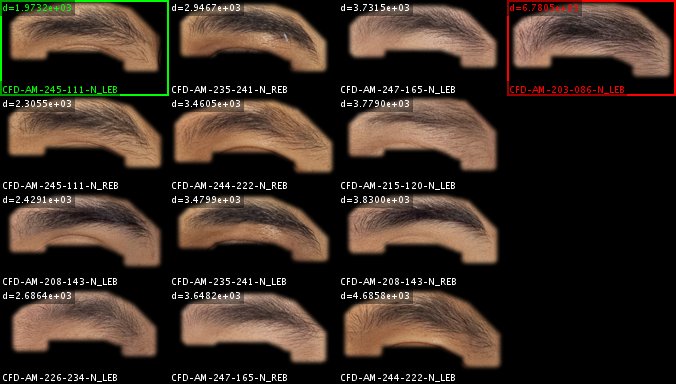 d=1.9732e+03
CFD-AM-245-111-N_LEB
d=2.9467e+03
CFD-AM-235-241-N_REB
d=3.7315e+03
CFD-AM-247-165-N_LEB
CFD-AM-203-086-N_LEB
d=2.3055e+03
CFD-AM-245-111-N_REB
d=3.4605e+03
CFD-AM-244-222-N_REB
d=3.7790e+03
CFD-AM-215-120-N_LEB
d=2.4291e+03
CFD-AM-208-143-N_LEB
d=3.4799e+03
CFD-AM-235-241-N_LEB
d=3.8300e+03
CFD-AM-208-143-N_REB
d=2.6864e+03
CFD-AM-226-234-N_LEB
d=3.6482e+03
CFD-AM-247-165-N_REB
d=4.6858e+03
CFD-AM-244-222-N_LEB